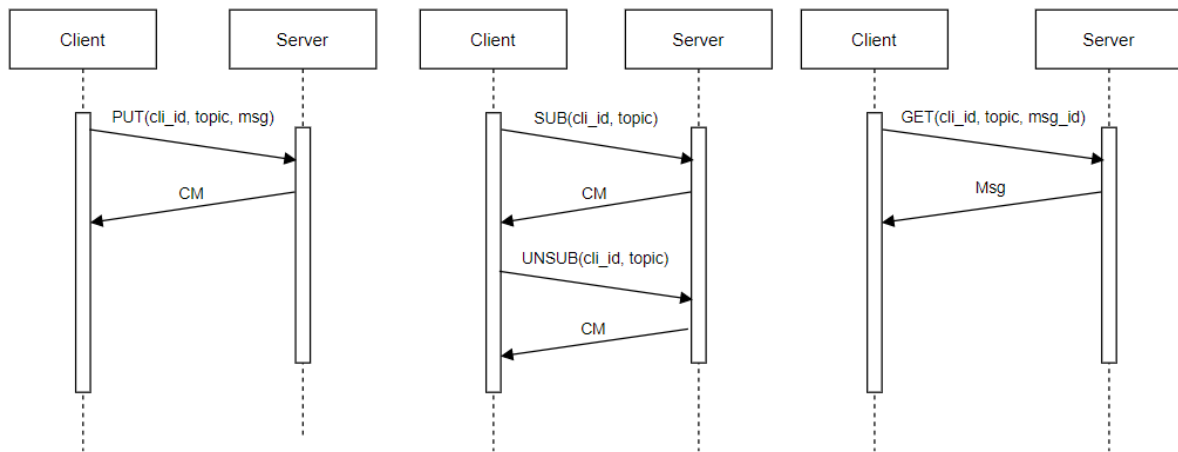 Client
Server
Client
Server
Client
Server
PUT(cli_id, topic, msg)
CM
SUB(cli_id, topic)
CM
UNSUB(cli_id, topic)
CM
GET(cli_id, topic, msg_id)
Msg